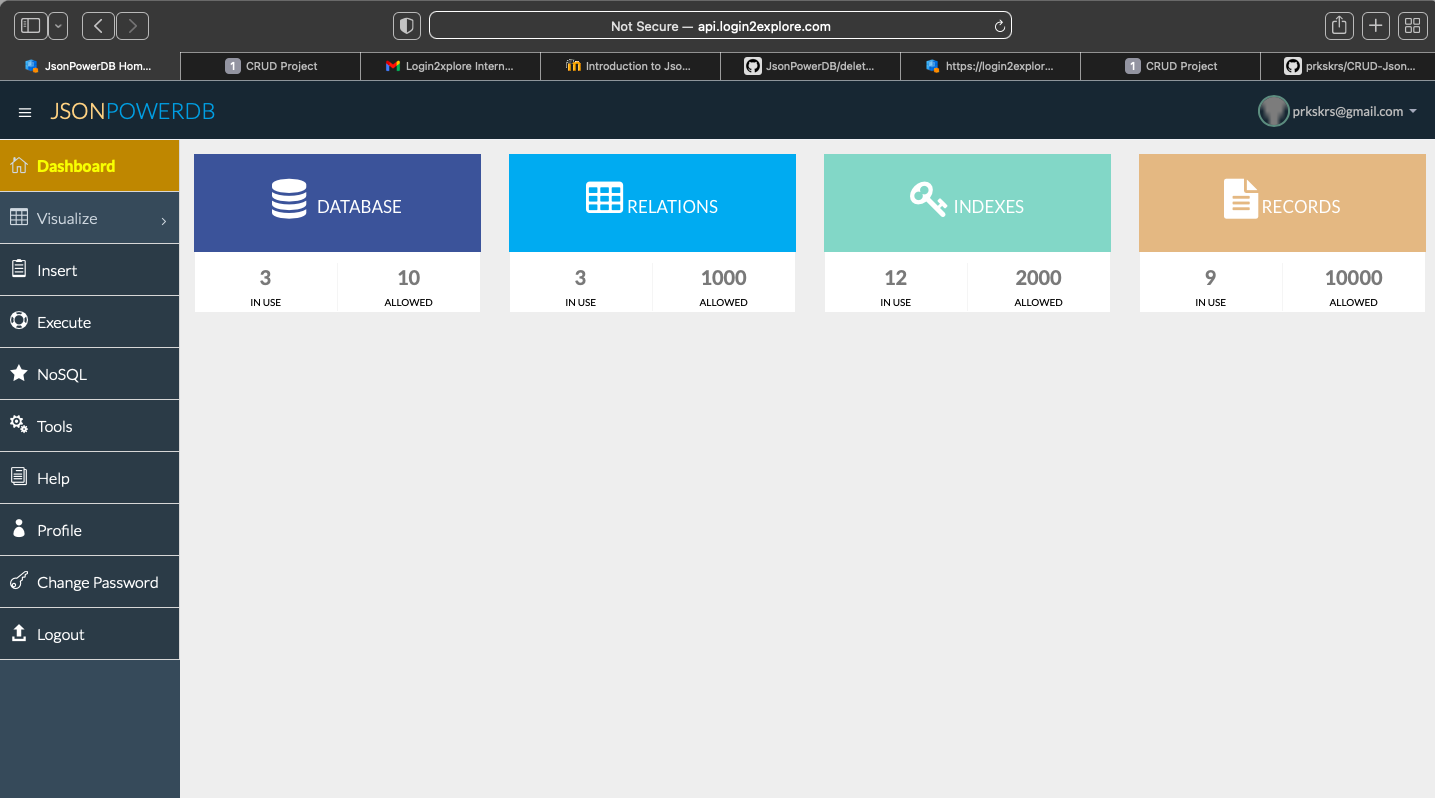 Not Secure — api.login2explore.com
JsonPowerDB Hom...
1 CRUD Project
Login2xplore Intern...
Introduction to Jso...
JsonPowerDB/delet...
https://login2explor...
1 CRUD Project
prkskrs/CRUD-Json...
JSONPOWERDB
prkskrs@gmail.com
Dashboard
Visualize
Insert
Execute
NoSQL
Tools
Help
Profile
Change Password
Logout
DATABASE
3
IN USE
10
ALLOWED
RELATIONS
3
IN USE
1000
ALLOWED
INDEXES
12
IN USE
2000
ALLOWED
RECORDS
9
IN USE
10000
ALLOWED